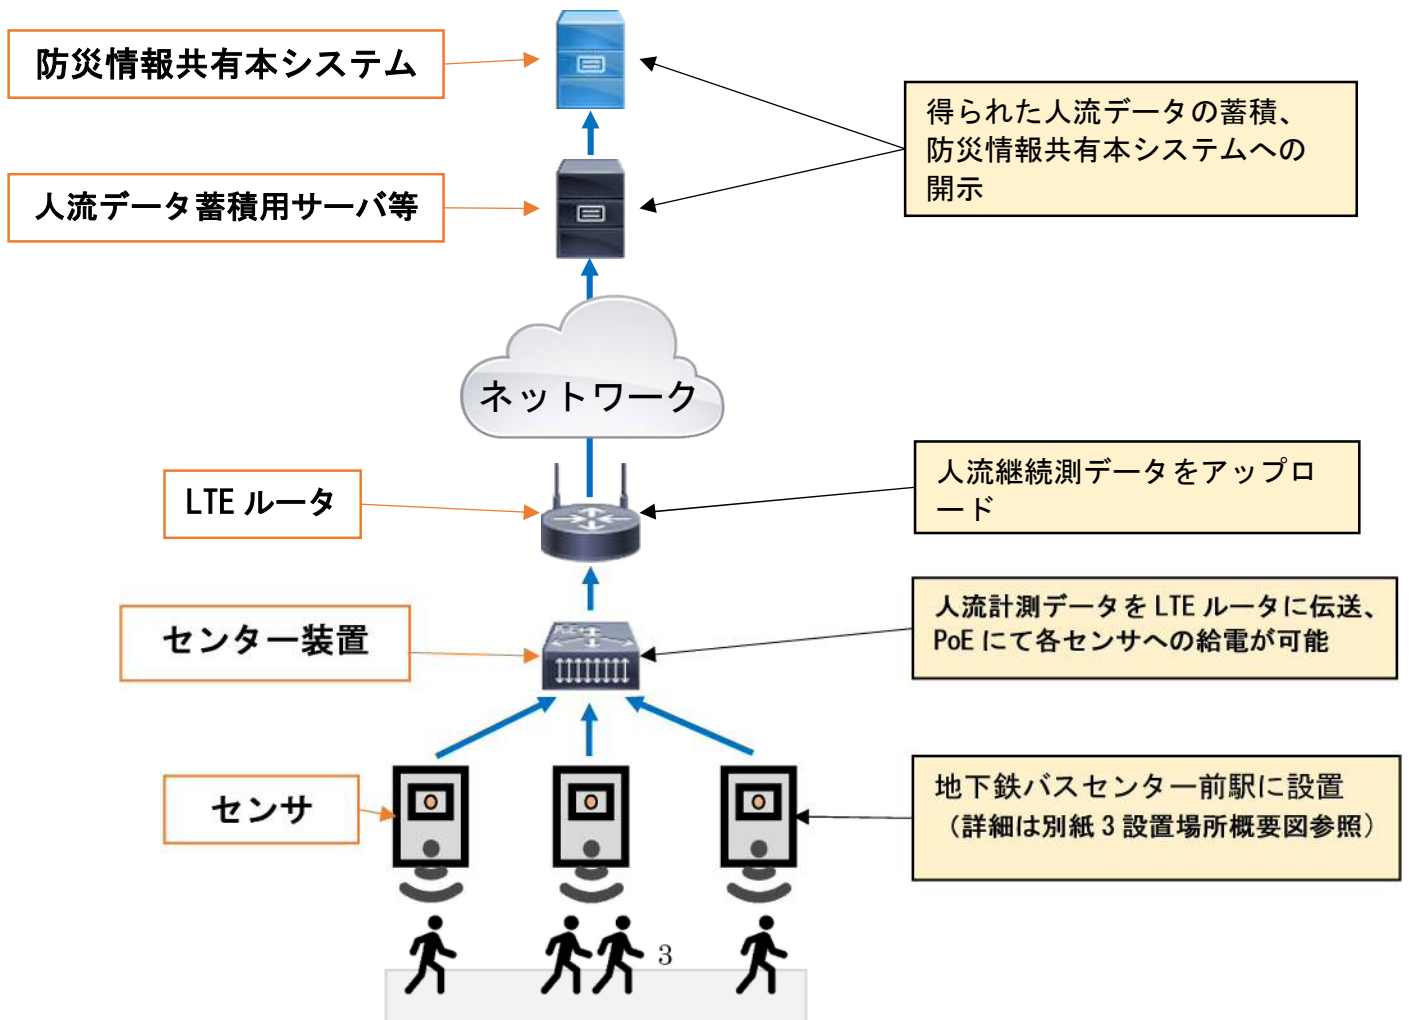 防災情報共有本システム
得られた人流データの蓄積、
防災情報共有本システムへの
開示
人流データ蓄積用サーバ等
ネットワーク
LTE ルータ
人流継続測データをアップロ
ード
センター装置
人流計測データを LTE ルータに伝送、
PoE にて各センサへの給電が可能
PoE
センサ
地下鉄バスセンター前駅に設置
（詳細は別紙 3 設置場所概要図参照）
3